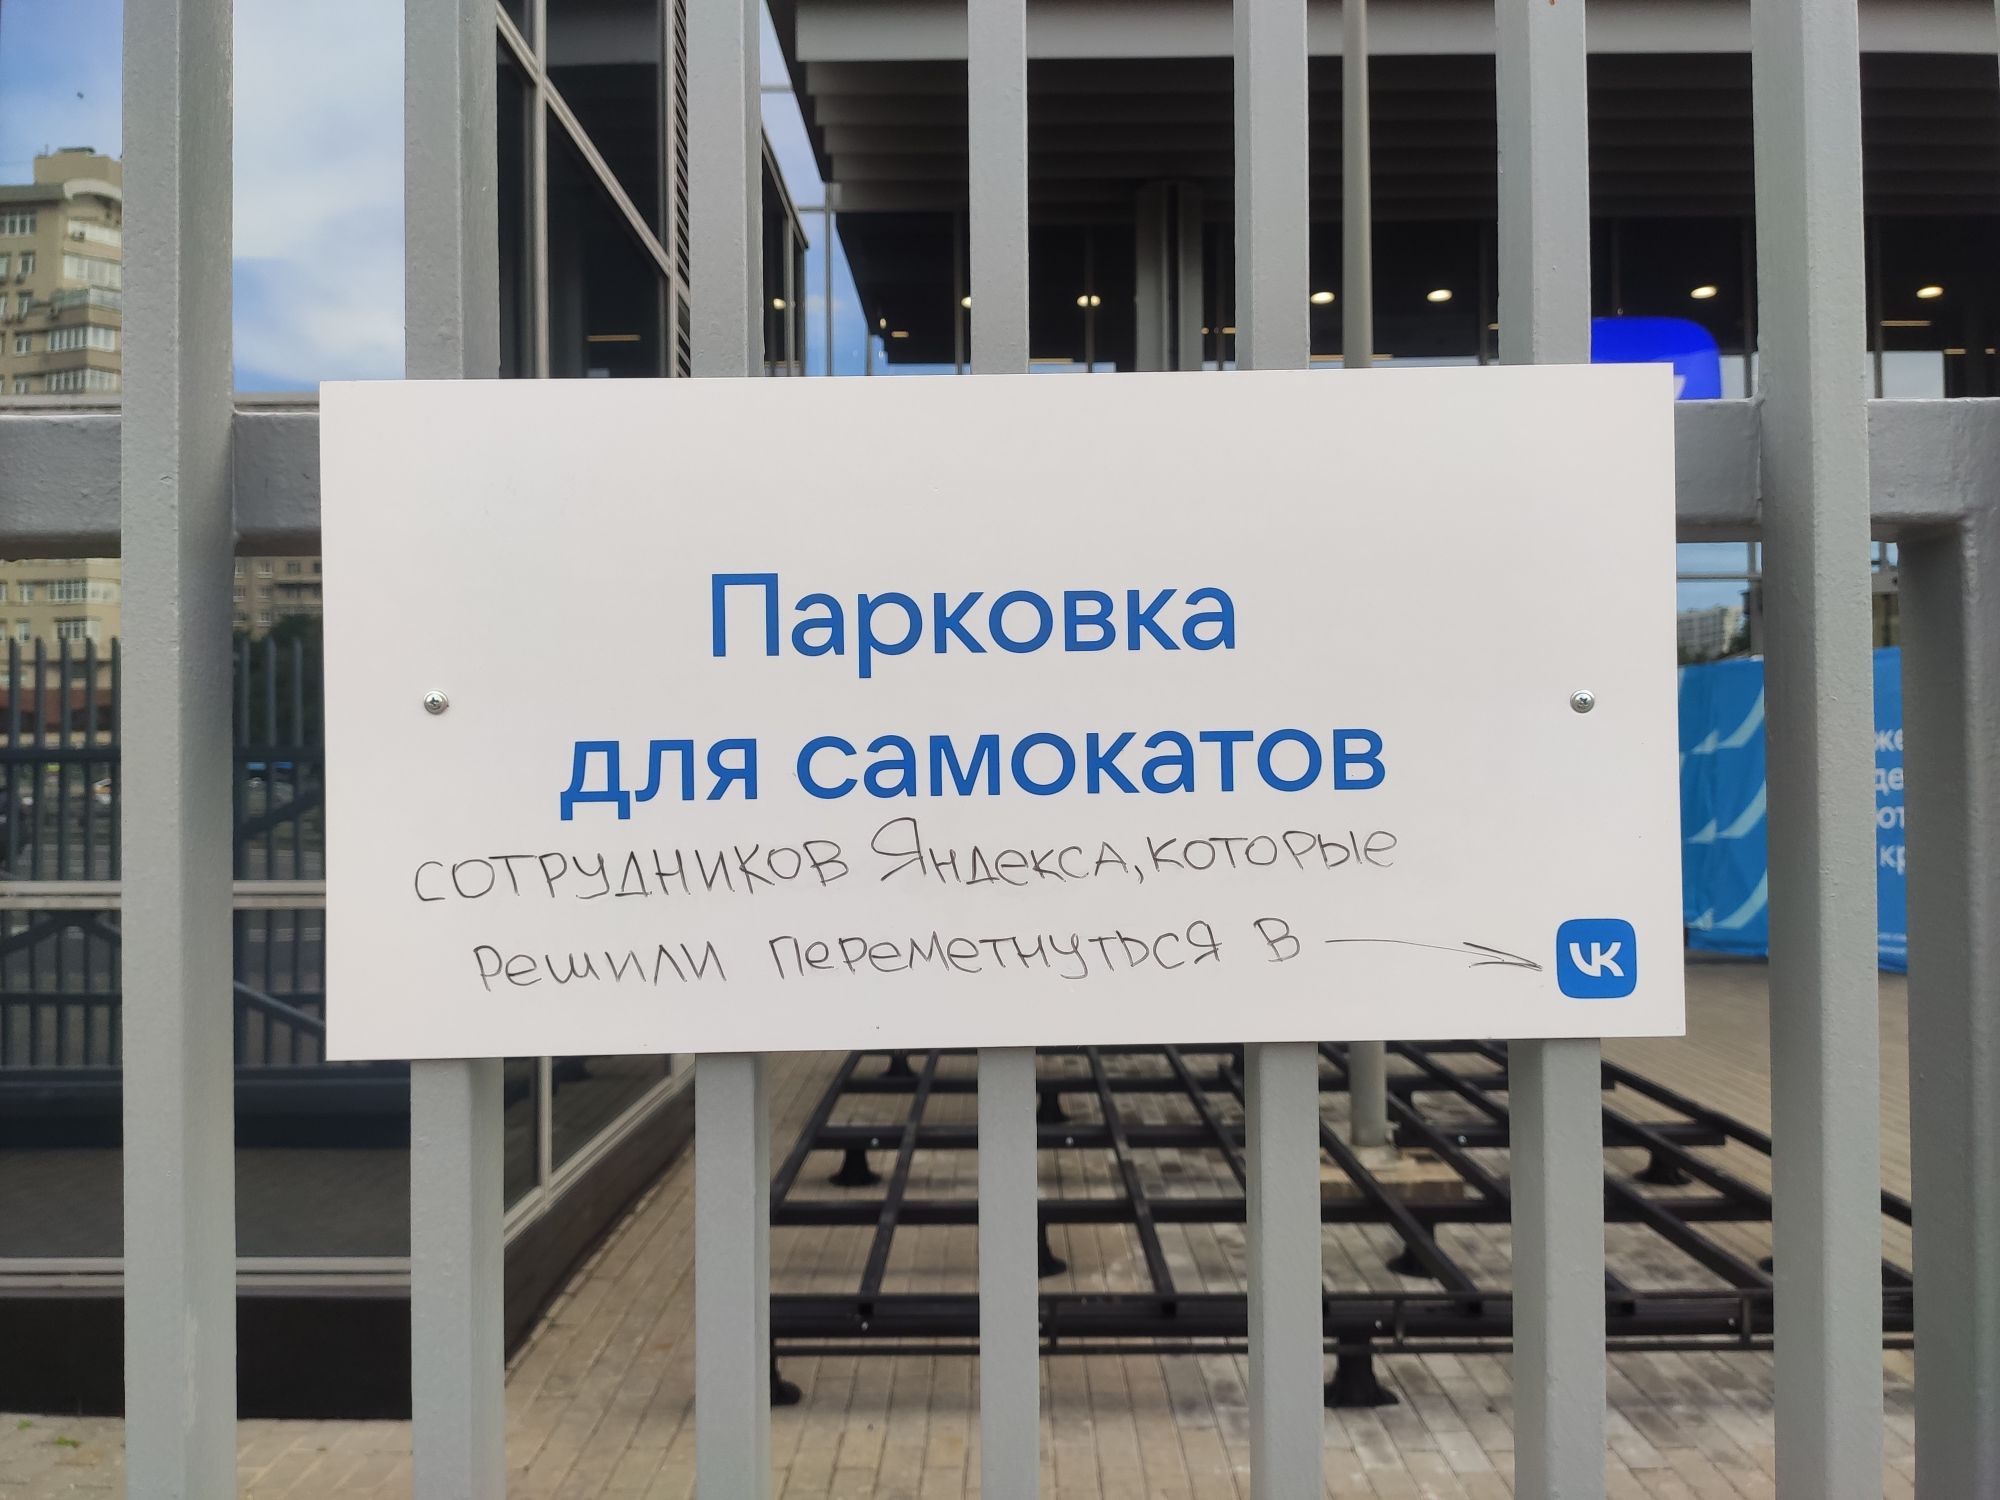 Парковка
для самокатов
сотрудников Яндекса, которые
решили переметнуться в
VK